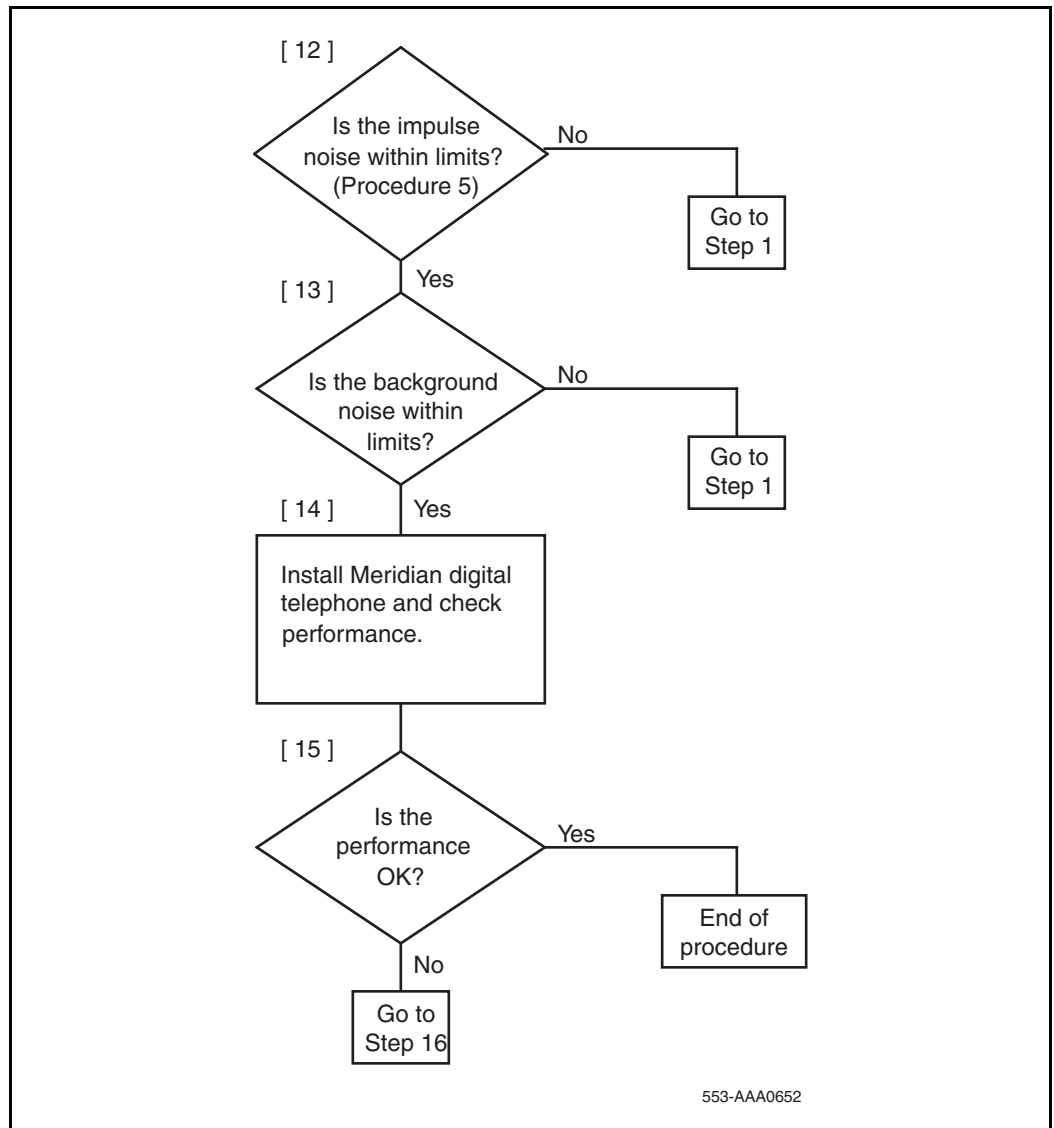 [ 12 ]
Is the impulse
noise within limits?
(Procedure 5)
No
Go to
Step 1
Yes
[ 13 ]
Is the background
noise within
limits?
No
Go to
Step 1
Yes
[ 14 ]
Install Meridian digital
telephone and check
performance.
[ 15 ]
Is the
performance
OK?
Yes
End of
procedure
No
Go to
Step 16
553-AAA0652